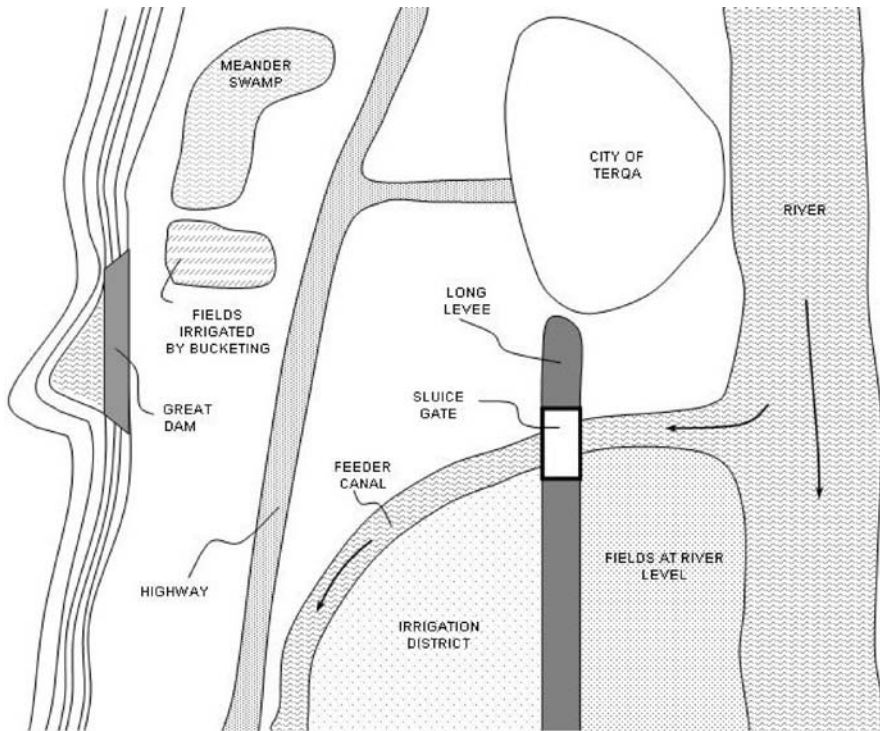 MEANDER
SWAMP
CITY OF
TERQA
RIVER
FIELDS
IRRIGATED
BY BUCKETING
LONG
LEVEE
GREAT
DAM
SLUICE
GATE
FEEDER
CANAL
HIGHWAY
FIELDS AT RIVER
LEVEL
IRRIGATION
DISTRICT